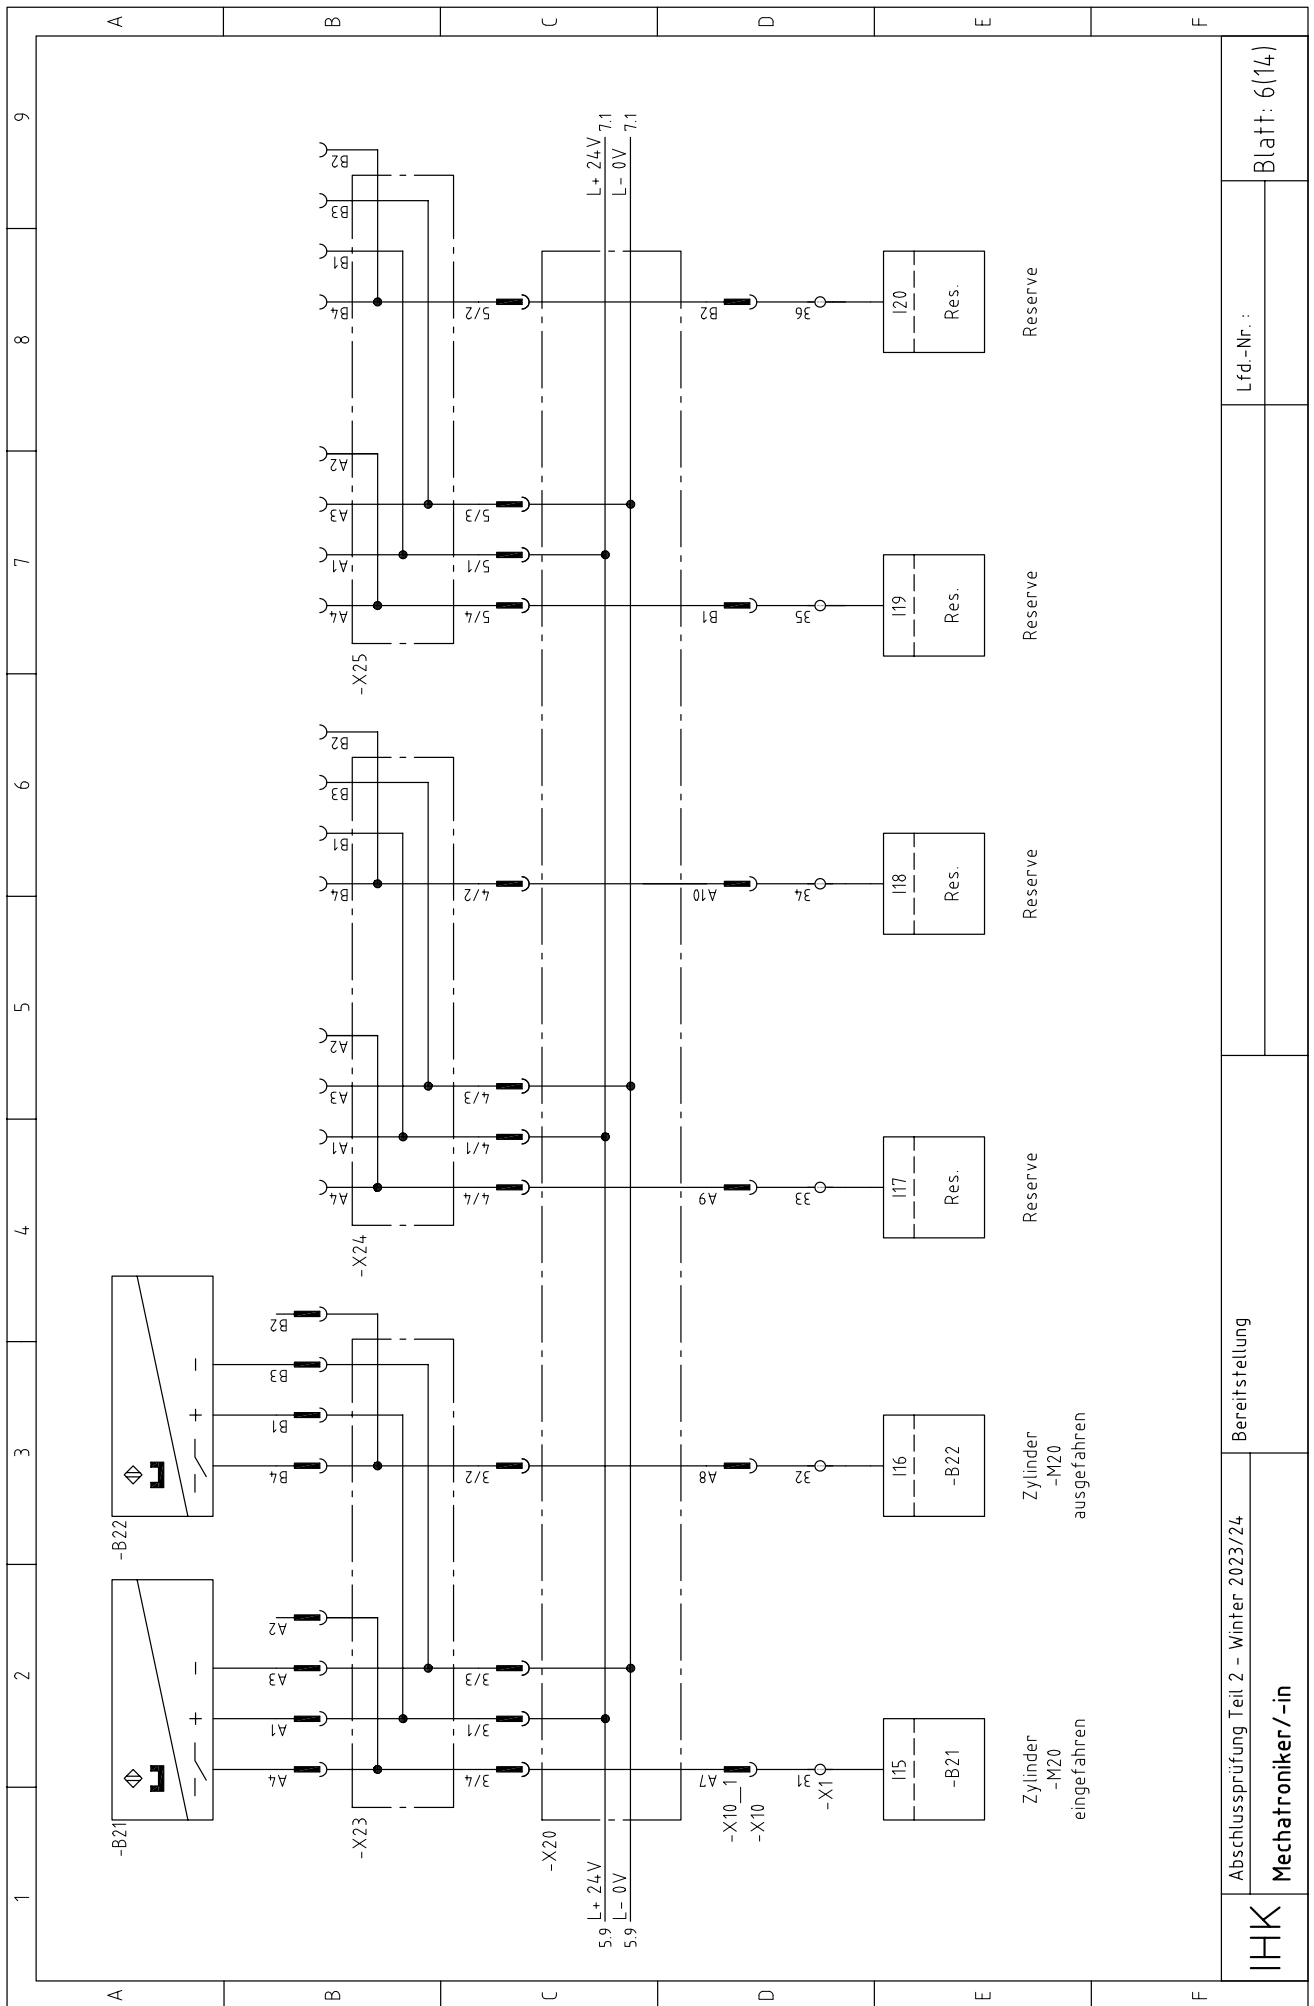 1 2 3 4 5 6 7 8 9
A A
B B
C C
D D
E E
F F
-B21
-B22
+ −
+ −
A4 A1 A3 A2
B4 B1 B3 B2
A4 A1 A3 A2
B4 B1 B3 B2
A4 A1 A3 A2
B4 B1 B3 B2
-X23
-X24
-X25
3/4 3/1 3/3 3/2
4/4 4/1 4/3 4/2
5/4 5/1 5/3 5/2
-X20
5.9 L+ 24V
L+ 24V 7.1
5.9 L- 0V
L- 0V 7.1
A7 A8 A9 A10 B1 B2
-X10__1
-X10
31 32 33 34 35 36
-X1
I15 I16 I17 I18 I19 I20
-B21 -B22 Res. Res. Res. Res.
Zylinder
-M20
eingefahren
Zylinder
-M20
ausgefahren
Reserve
Reserve
Reserve
Reserve
IHK
Abschlussprüfung Teil 2 - Winter 2023/24
Mechatroniker/-in
Bereitstellung
Lfd.-Nr.:
Blatt: 6(14)